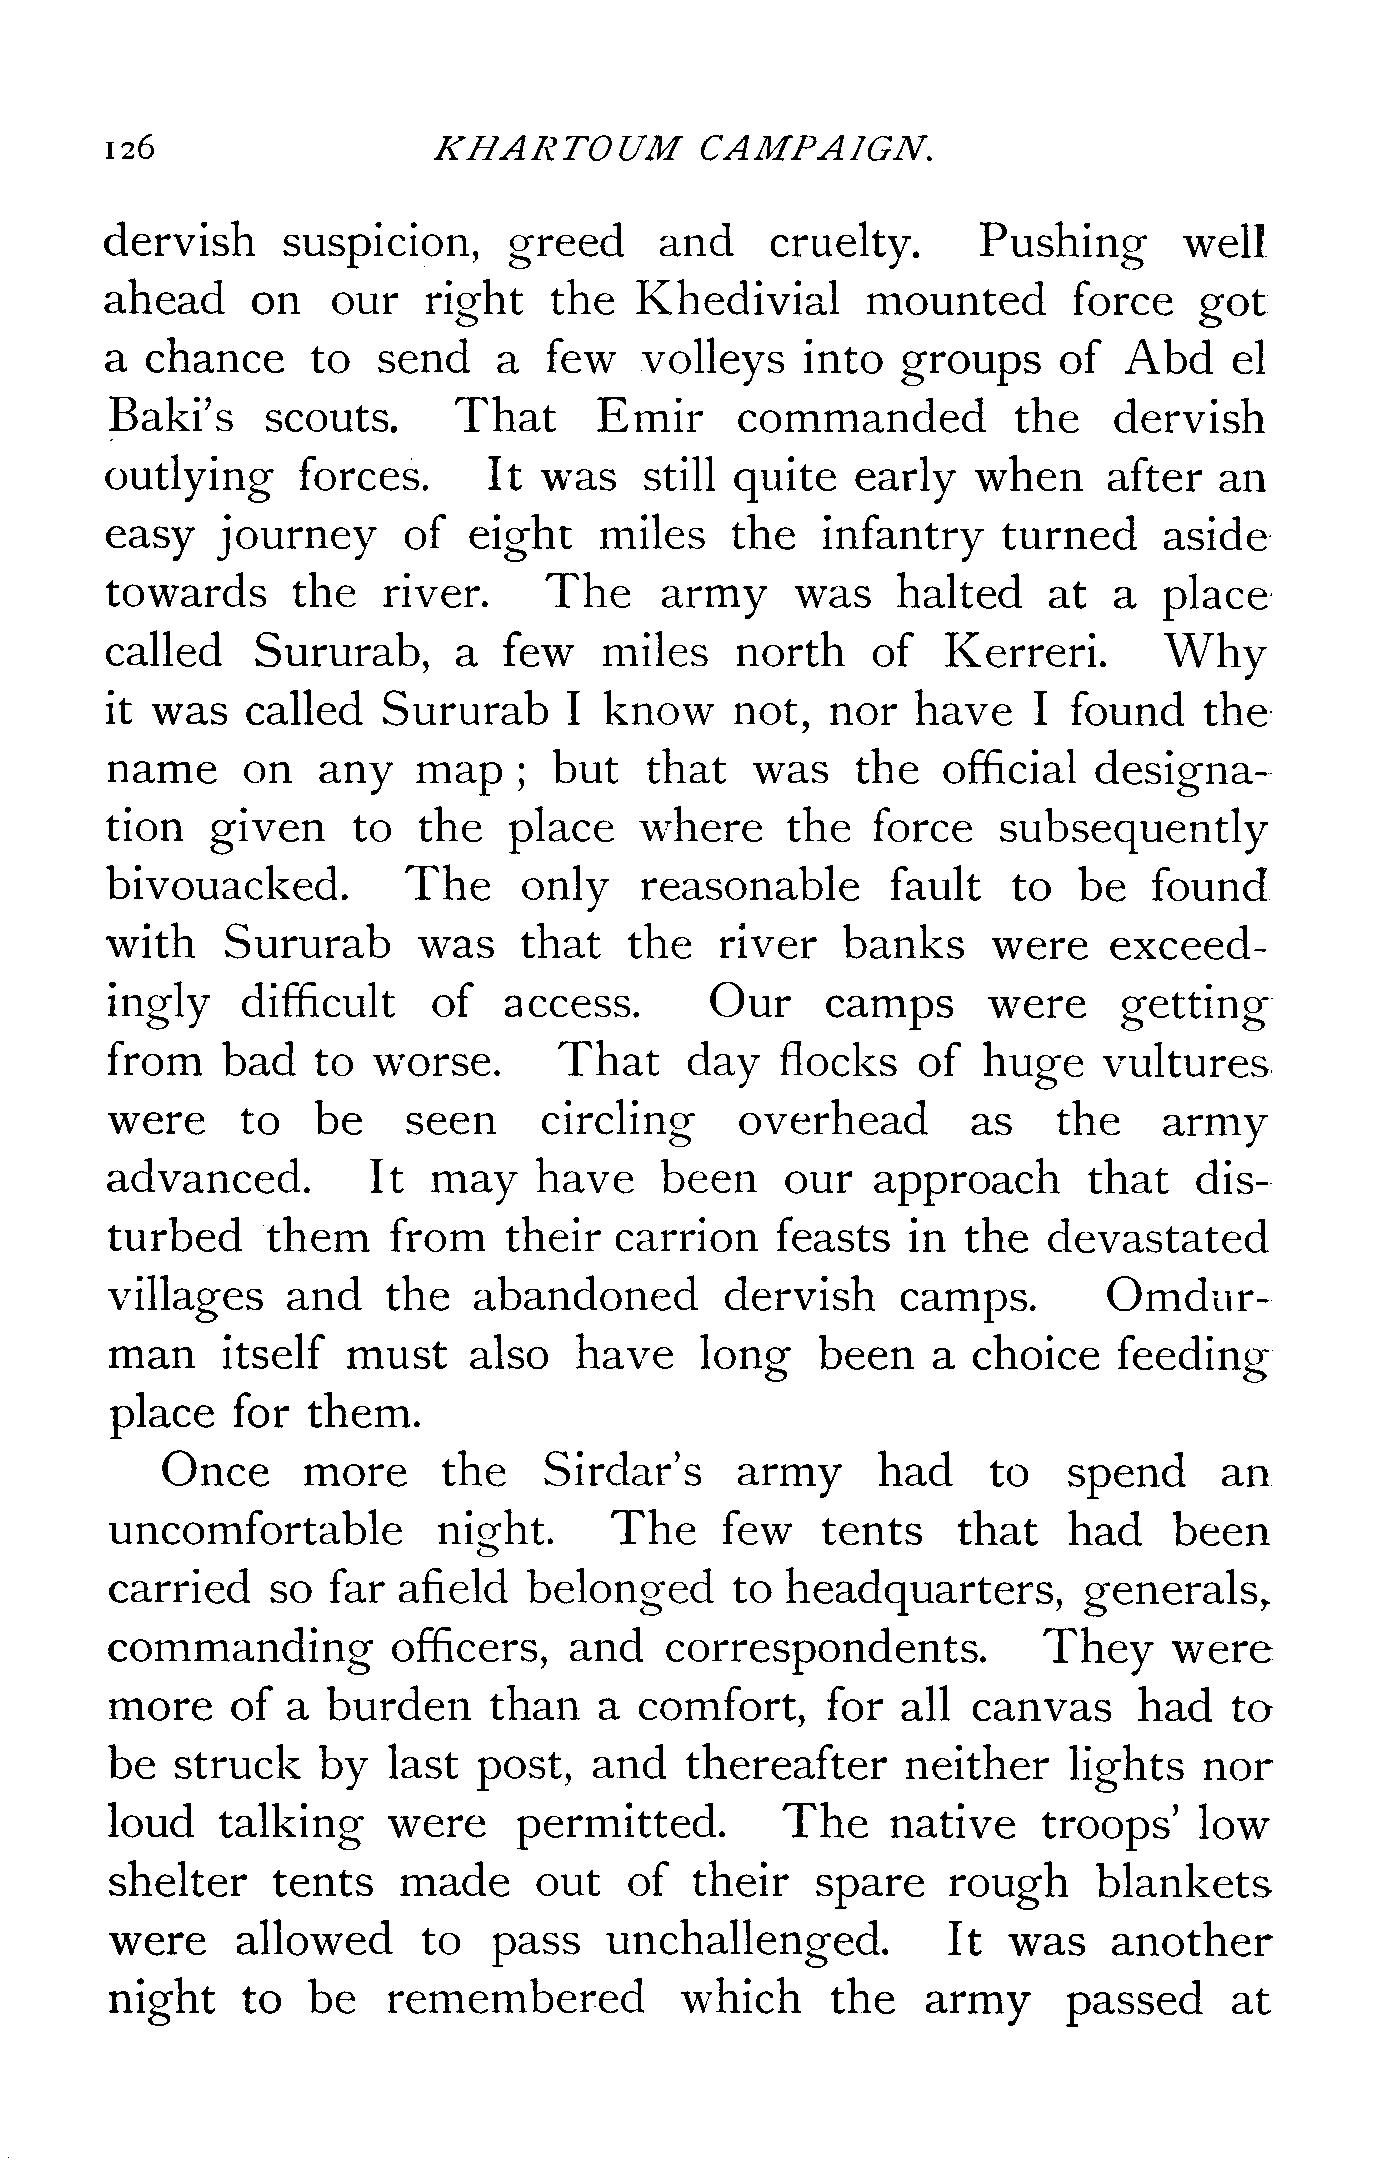 126 KHARTOUM CAMPAIGN.
dervish suspicion, greed and cruelty. Pushing well
ahead on our right the Khedivial mounted force got
a chance to send a few volleys into groups of Abd el
Baki's scouts. That Emir commanded the dervish
outlying forces. It was still quite early when after an
easy journey of eight miles the infantry turned aside
towards the river. The army was halted at a place
called Sururab, a few miles north of Kerreri. Why
it was called Sururab I know not, nor have I found the
name on any map ; but that was the official designa-
tion given to the place where the force subsequently
bivouacked. The only reasonable fault to be found
with Sururab was that the river banks were exceed-
ingly difficult of access. Our camps were getting
from bad to worse. That day flocks of huge vultures
were to be seen circling overhead as the army
advanced. It may have been our approach that dis-
turbed them from their carrion feasts in the devastated
villages and the abandoned dervish camps. Omdur-
man itself must also have long been a choice feeding
place for them.
Once more the Sirdar's army had to spend an
uncomfortable night. The few tents that had been
carried so far afield belonged to headquarters, generals,
commanding officers, and correspondents. They were
more of a burden than a comfort, for all canvas had to
be struck by last post, and thereafter neither lights nor
loud talking were permitted. The native troops' low
shelter tents made out of their spare rough blankets
were allowed to pass unchallenged. It was another
night to be remembered which the army passed at